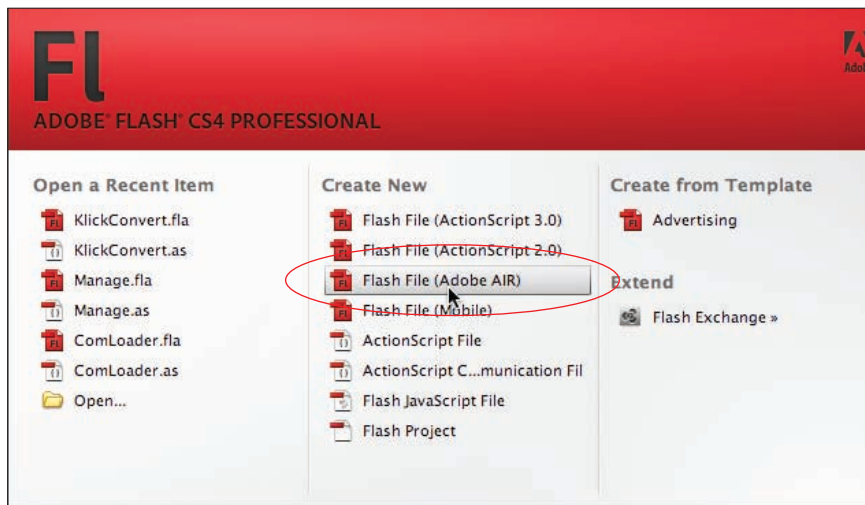 Fl
Adob
ADOBE® FLASH® CS4 PROFESSIONAL
Open a Recent Item
KlickConvert.fla
KlickConvert.as
Manage.fla
Manage.as
ComLoader.fla
ComLoader.as
Open...
Create New
Flash File (ActionScript 3.0)
Flash File (ActionScript 2.0)
Flash File (Adobe AIR)
Flash File (Mobile)
ActionScript File
ActionScript C...munication Fil
Flash JavaScript File
Flash Project
Create from Template
Advertising
Extend
Flash Exchange »